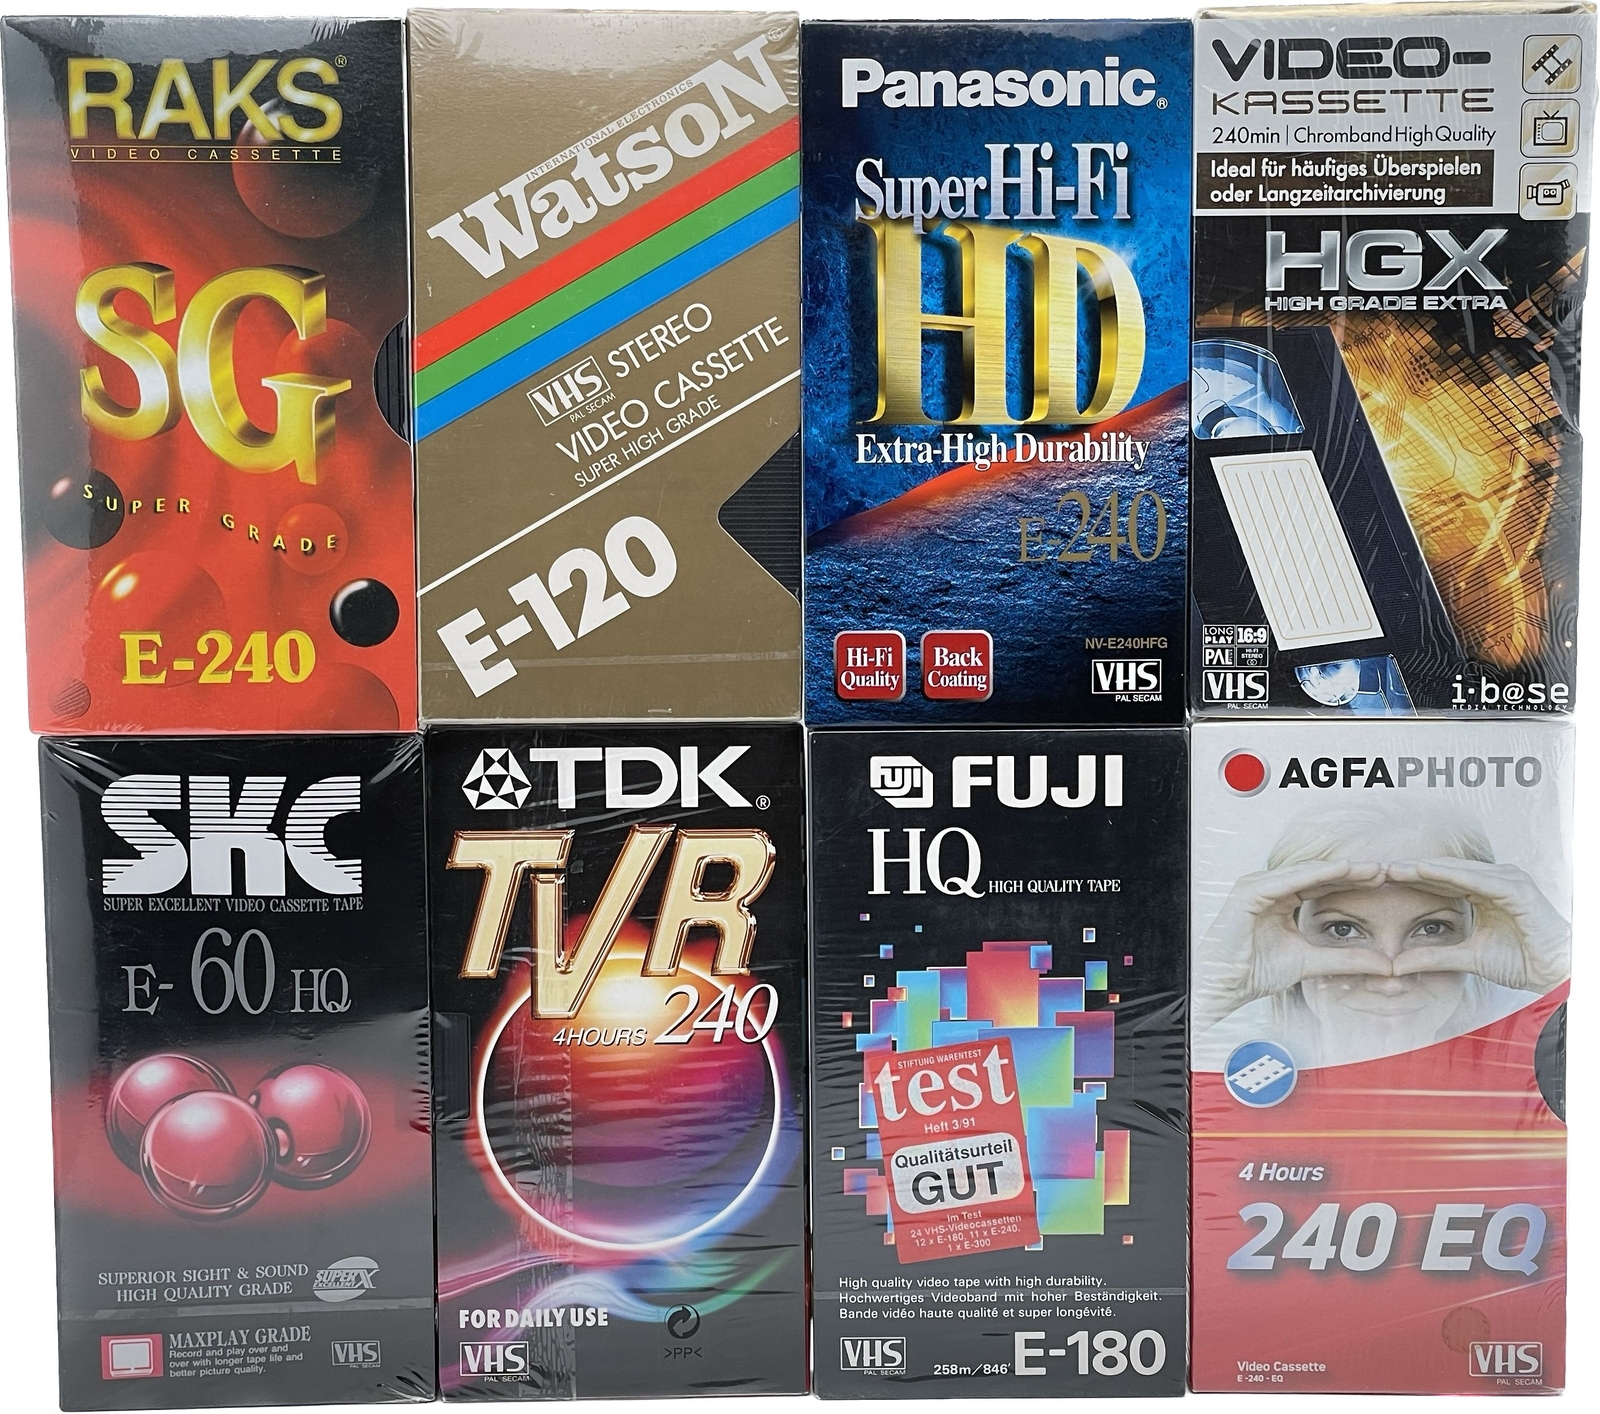 RAKS®
VIDEO CASSETTE
SG
SUPER GRADE
E-240
INTERNATIONAL ELECTRONICS
WatsoN®
VHS STEREO
PAL SECAM
VIDEO CASSETTE
SUPER HIGH GRADE
E-120
Panasonic®
Super Hi-Fi
HD
Extra-High Durability
E-240
Hi-Fi
Quality
Back
Coating
NV-E240HFG
VHS
PAL SECAM
VIDEO-
KASSETTE
240min | Chromband High Quality
Ideal für häufiges Überspielen
oder Langzeitarchivierung
HGX
HIGH GRADE EXTRA
LONG
PLAY
16:9
PAL
HI-FI
STEREO
VHS
PAL SECAM
i·b@se
MEDIA TECHNOLOGY
SKC
SUPER EXCELLENT VIDEO CASSETTE TAPE
E-60 HQ
SUPERIOR SIGHT & SOUND
HIGH QUALITY GRADE
SUPER X
EXCELLENT
MAXPLAY GRADE
Record and play over and
over with longer tape life and
better picture quality.
VHS
PAL SECAM
TDK®
TVR
4HOURS 240
FOR DAILY USE
VHS
PAL SECAM
>PP<
FUJI FUJI
HQ HIGH QUALITY TAPE
STIFTUNG WARENTEST
test
Heft 3/91
Qualitätsurteil
GUT
Im Test
24 VHS-Videocassetten
12 x E-180, 11 x E-240,
1 x E-300
High quality video tape with high durability.
Hochwertiges Videoband mit hoher Beständigkeit.
Bande vidéo haute qualité et super longévité.
VHS
PAL SECAM
258m/846' E-180
AGFAPHOTO
4 Hours
240 EQ
Video Cassette
E-240-EQ
VHS
PAL SECAM